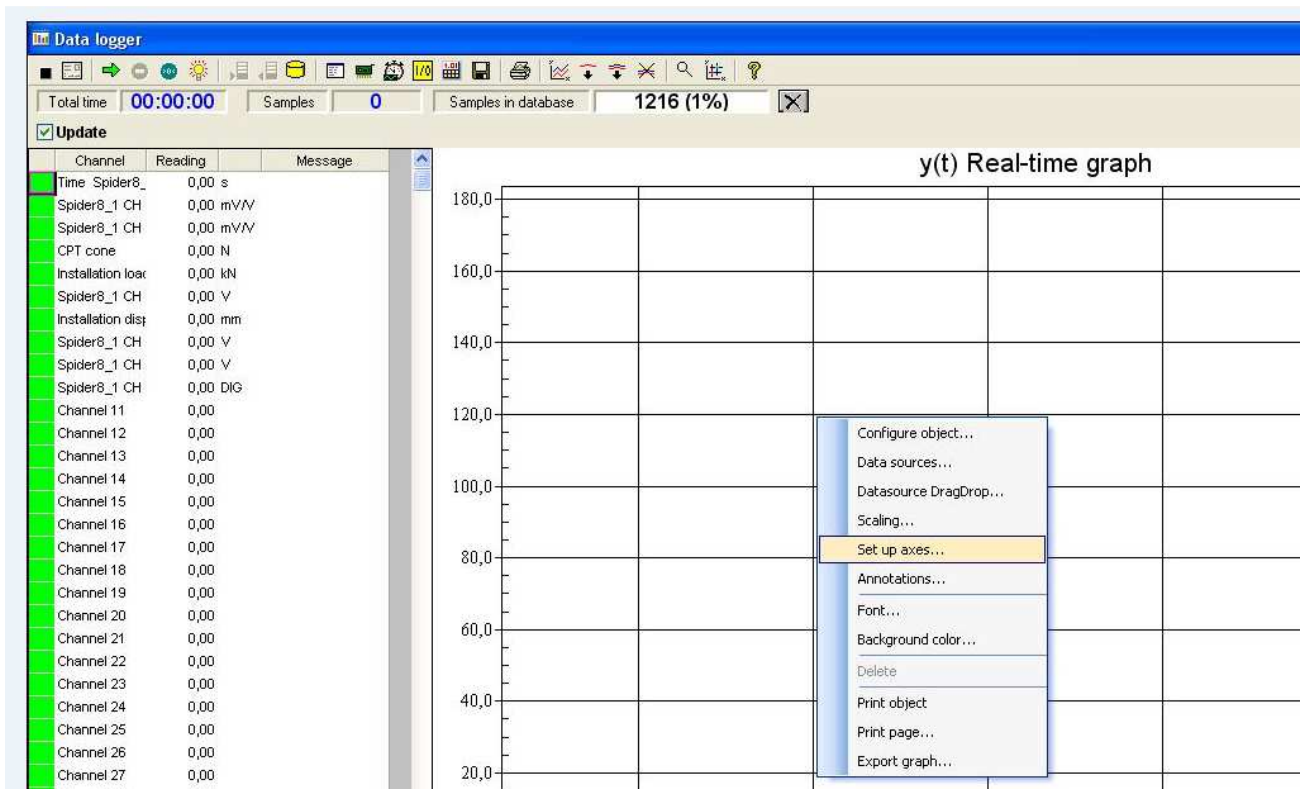 Data logger
Total time 00:00:00 Samples 0 Samples in database 1216 (1%)
Update
Channel Reading Message
Time Spider8_ 0,00 s
Spider8_1 CH 0,00 mV/V
Spider8_1 CH 0,00 mV/V
CPT cone 0,00 N
Installation load 0,00 kN
Spider8_1 CH 0,00 V
Installation disp 0,00 mm
Spider8_1 CH 0,00 V
Spider8_1 CH 0,00 V
Spider8_1 CH 0,00 DIG
Channel 11 0,00
Channel 12 0,00
Channel 13 0,00
Channel 14 0,00
Channel 15 0,00
Channel 16 0,00
Channel 17 0,00
Channel 18 0,00
Channel 19 0,00
Channel 20 0,00
Channel 21 0,00
Channel 22 0,00
Channel 23 0,00
Channel 24 0,00
Channel 25 0,00
Channel 26 0,00
Channel 27 0,00
y(t) Real-time graph
180,0
160,0
140,0
120,0
100,0
80,0
60,0
40,0
20,0
Configure object...
Data sources...
Datasource DragDrop...
Scaling...
Set up axes...
Annotations...
Font...
Background color...
Delete
Print object
Print page...
Export graph...